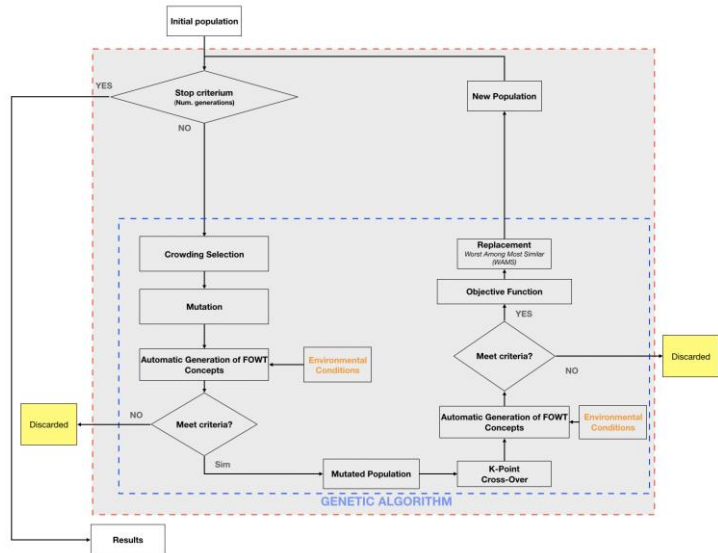 Initial population
YES
Stop criterium
(Num. generations)
NO
New Population
Crowding Selection
Replacement
Worst Among Most Similar
(WAMS)
Objective Function
Mutation
YES
Automatic Generation of FOWT
Concepts
Environmental
Conditions
Meet criteria?
NO
Discarded
Discarded
NO
Meet criteria?
Automatic Generation of FOWT
Concepts
Environmental
Conditions
Sim
Mutated Population
K-Point
Cross-Over
GENETIC ALGORITHM
Results